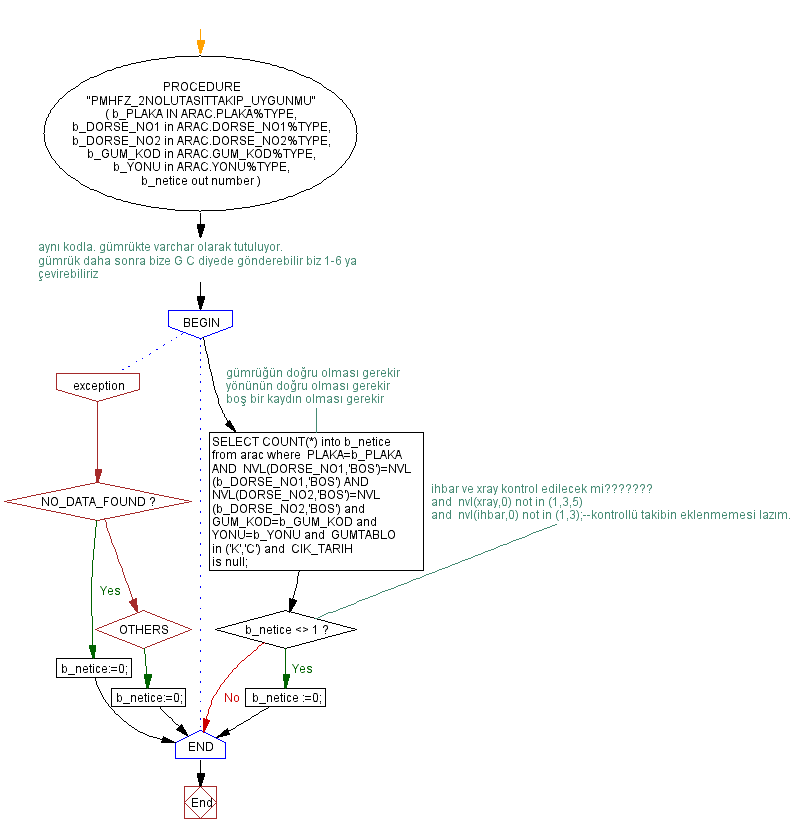 PROCEDURE
"PMHFZ_2NOLUTASITTAKIP_UYGUNMU"
( b_PLAKA IN ARAC.PLAKA%TYPE,
b_DORSE_NO1 in ARAC.DORSE_NO1%TYPE,
b_DORSE_NO2 in ARAC.DORSE_NO2%TYPE,
b_GUM_KOD in ARAC.GUM_KOD%TYPE,
b_YONU in ARAC.YONU%TYPE,
b_netice out number )
aynı kodla. gümrükte varchar olarak tutuluyor.
gümrük daha sonra bize G C diyede gönderebilir biz 1-6 ya
çevirebiliriz
BEGIN
exception
gümrüğün doğru olması gerekir
yönünün doğru olması gerekir
boş bir kaydın olması gerekir
SELECT COUNT(*) into b_netice
from arac where PLAKA=b_PLAKA
AND NVL(DORSE_NO1,'BOS')=NVL
(b_DORSE_NO1,'BOS') AND
NVL(DORSE_NO2,'BOS')=NVL
(b_DORSE_NO2,'BOS') and
GUM_KOD=b_GUM_KOD and
YONU=b_YONU and GUMTABLO
in ('K','C') and CIK_TARIH
is null;
NO_DATA_FOUND ?
ihbar ve xray kontrol edilecek mi???????
and nvl(xray,0) not in (1,3,5)
and nvl(ihbar,0) not in (1,3);--kontrollü takibin eklenmemesi lazım.
Yes
OTHERS
b_netice <> 1 ?
b_netice:=0;
Yes
b_netice:=0;
No
b_netice :=0;
END
End